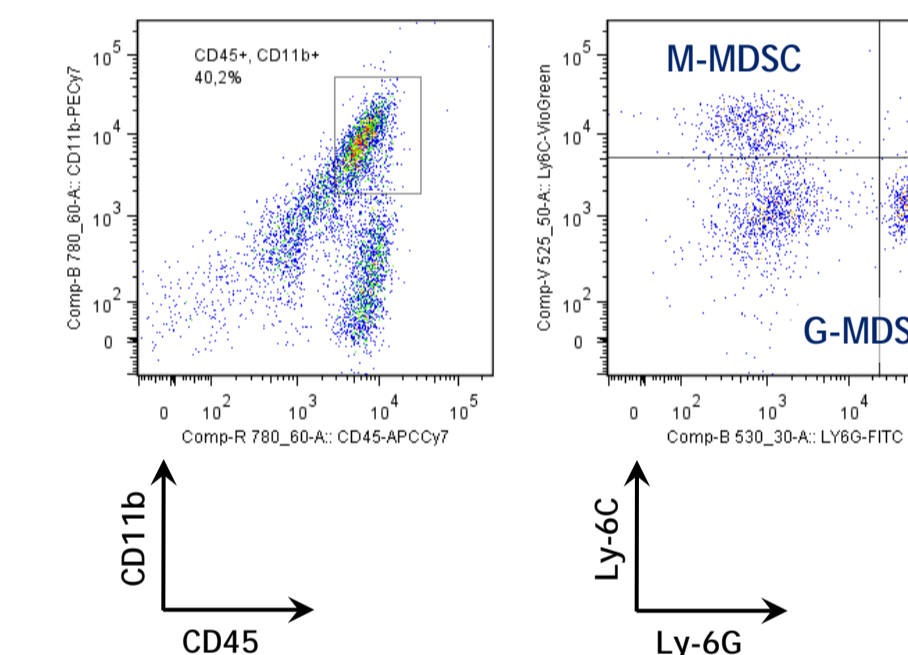 CD45+, CD11b+
40,2%
10^5
10^4
10^3
10^2
0
Comp-B 780_60-A:: CD11b-PECy7
0
10^2
10^3
10^4
10^5
Comp-R 780_60-A:: CD45-APCCy7
CD11b
CD45
M-MDSC
G-MDS
10^5
10^4
10^3
10^2
0
Comp-V 525_50-A:: Ly6C-VioGreen
0
10^2
10^3
10^4
Comp-B 530_30-A:: LY6G-FITC
Ly-6C
Ly-6G